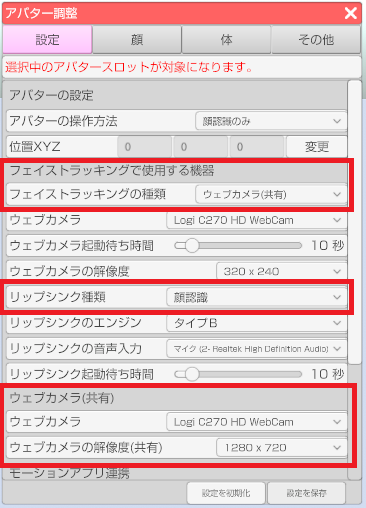 アバター調整
設定 顔 体 その他
選択中のアバタースロットが対象になります。
アバターの設定
アバターの操作方法 顔認識のみ
位置XYZ 0 0 0 変更
フェイストラッキングで使用する機器
フェイストラッキングの種類 ウェブカメラ(共有)
ウェブカメラ Logi C270 HD WebCam
ウェブカメラ起動待ち時間 10 秒
ウェブカメラの解像度 320 x 240
リップシンク種類 顔認識
リップシンクのエンジン タイプB
リップシンクの音声入力 マイク (2- Realtek High Definition Audio)
リップシンク起動待ち時間 10 秒
ウェブカメラ(共有)
ウェブカメラ Logi C270 HD WebCam
ウェブカメラの解像度(共有) 1280 x 720
モーションアプリ連携
設定を初期化 設定を保存